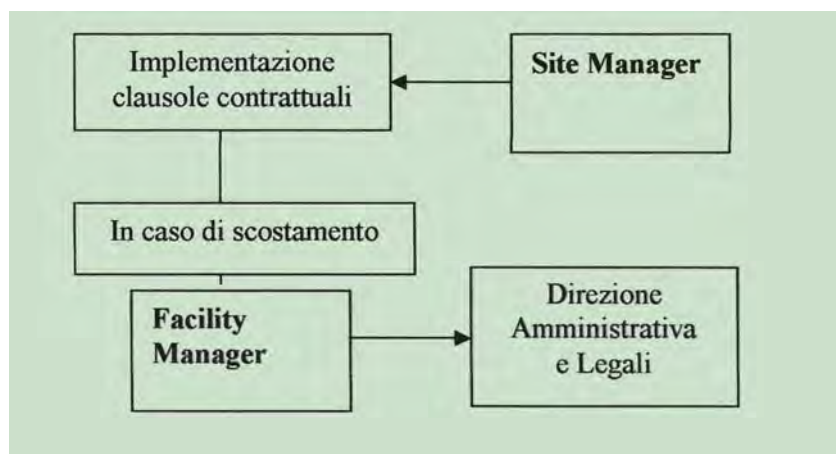 Implementazione
clausole contrattuali
Site Manager
In caso di scostamento
Facility
Manager
Direzione
Amministrativa
e Legali